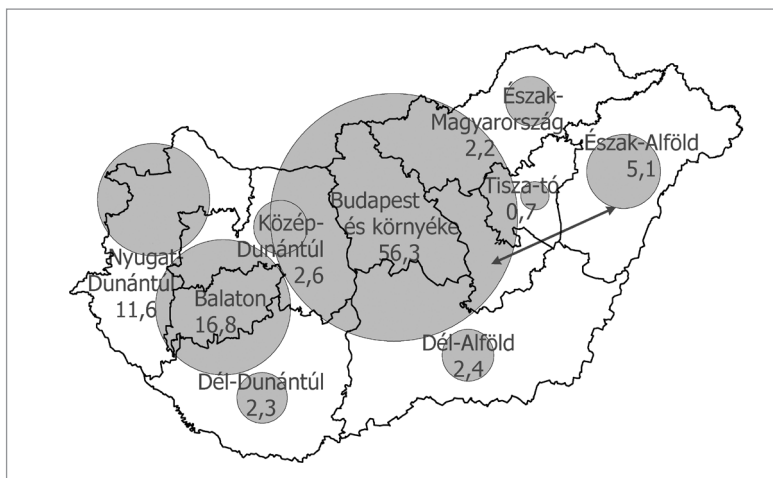 Észak-
Magyarország
2,2
Észak-Alföld
5,1
Tisza-tó
0,7
Budapest
és környéke
56,3
Közép-
Dunántúl
2,6
Nyugat-
Dunántúl
11,6
Balaton
16,8
Dél-Alföld
2,4
Dél-Dunántúl
2,3